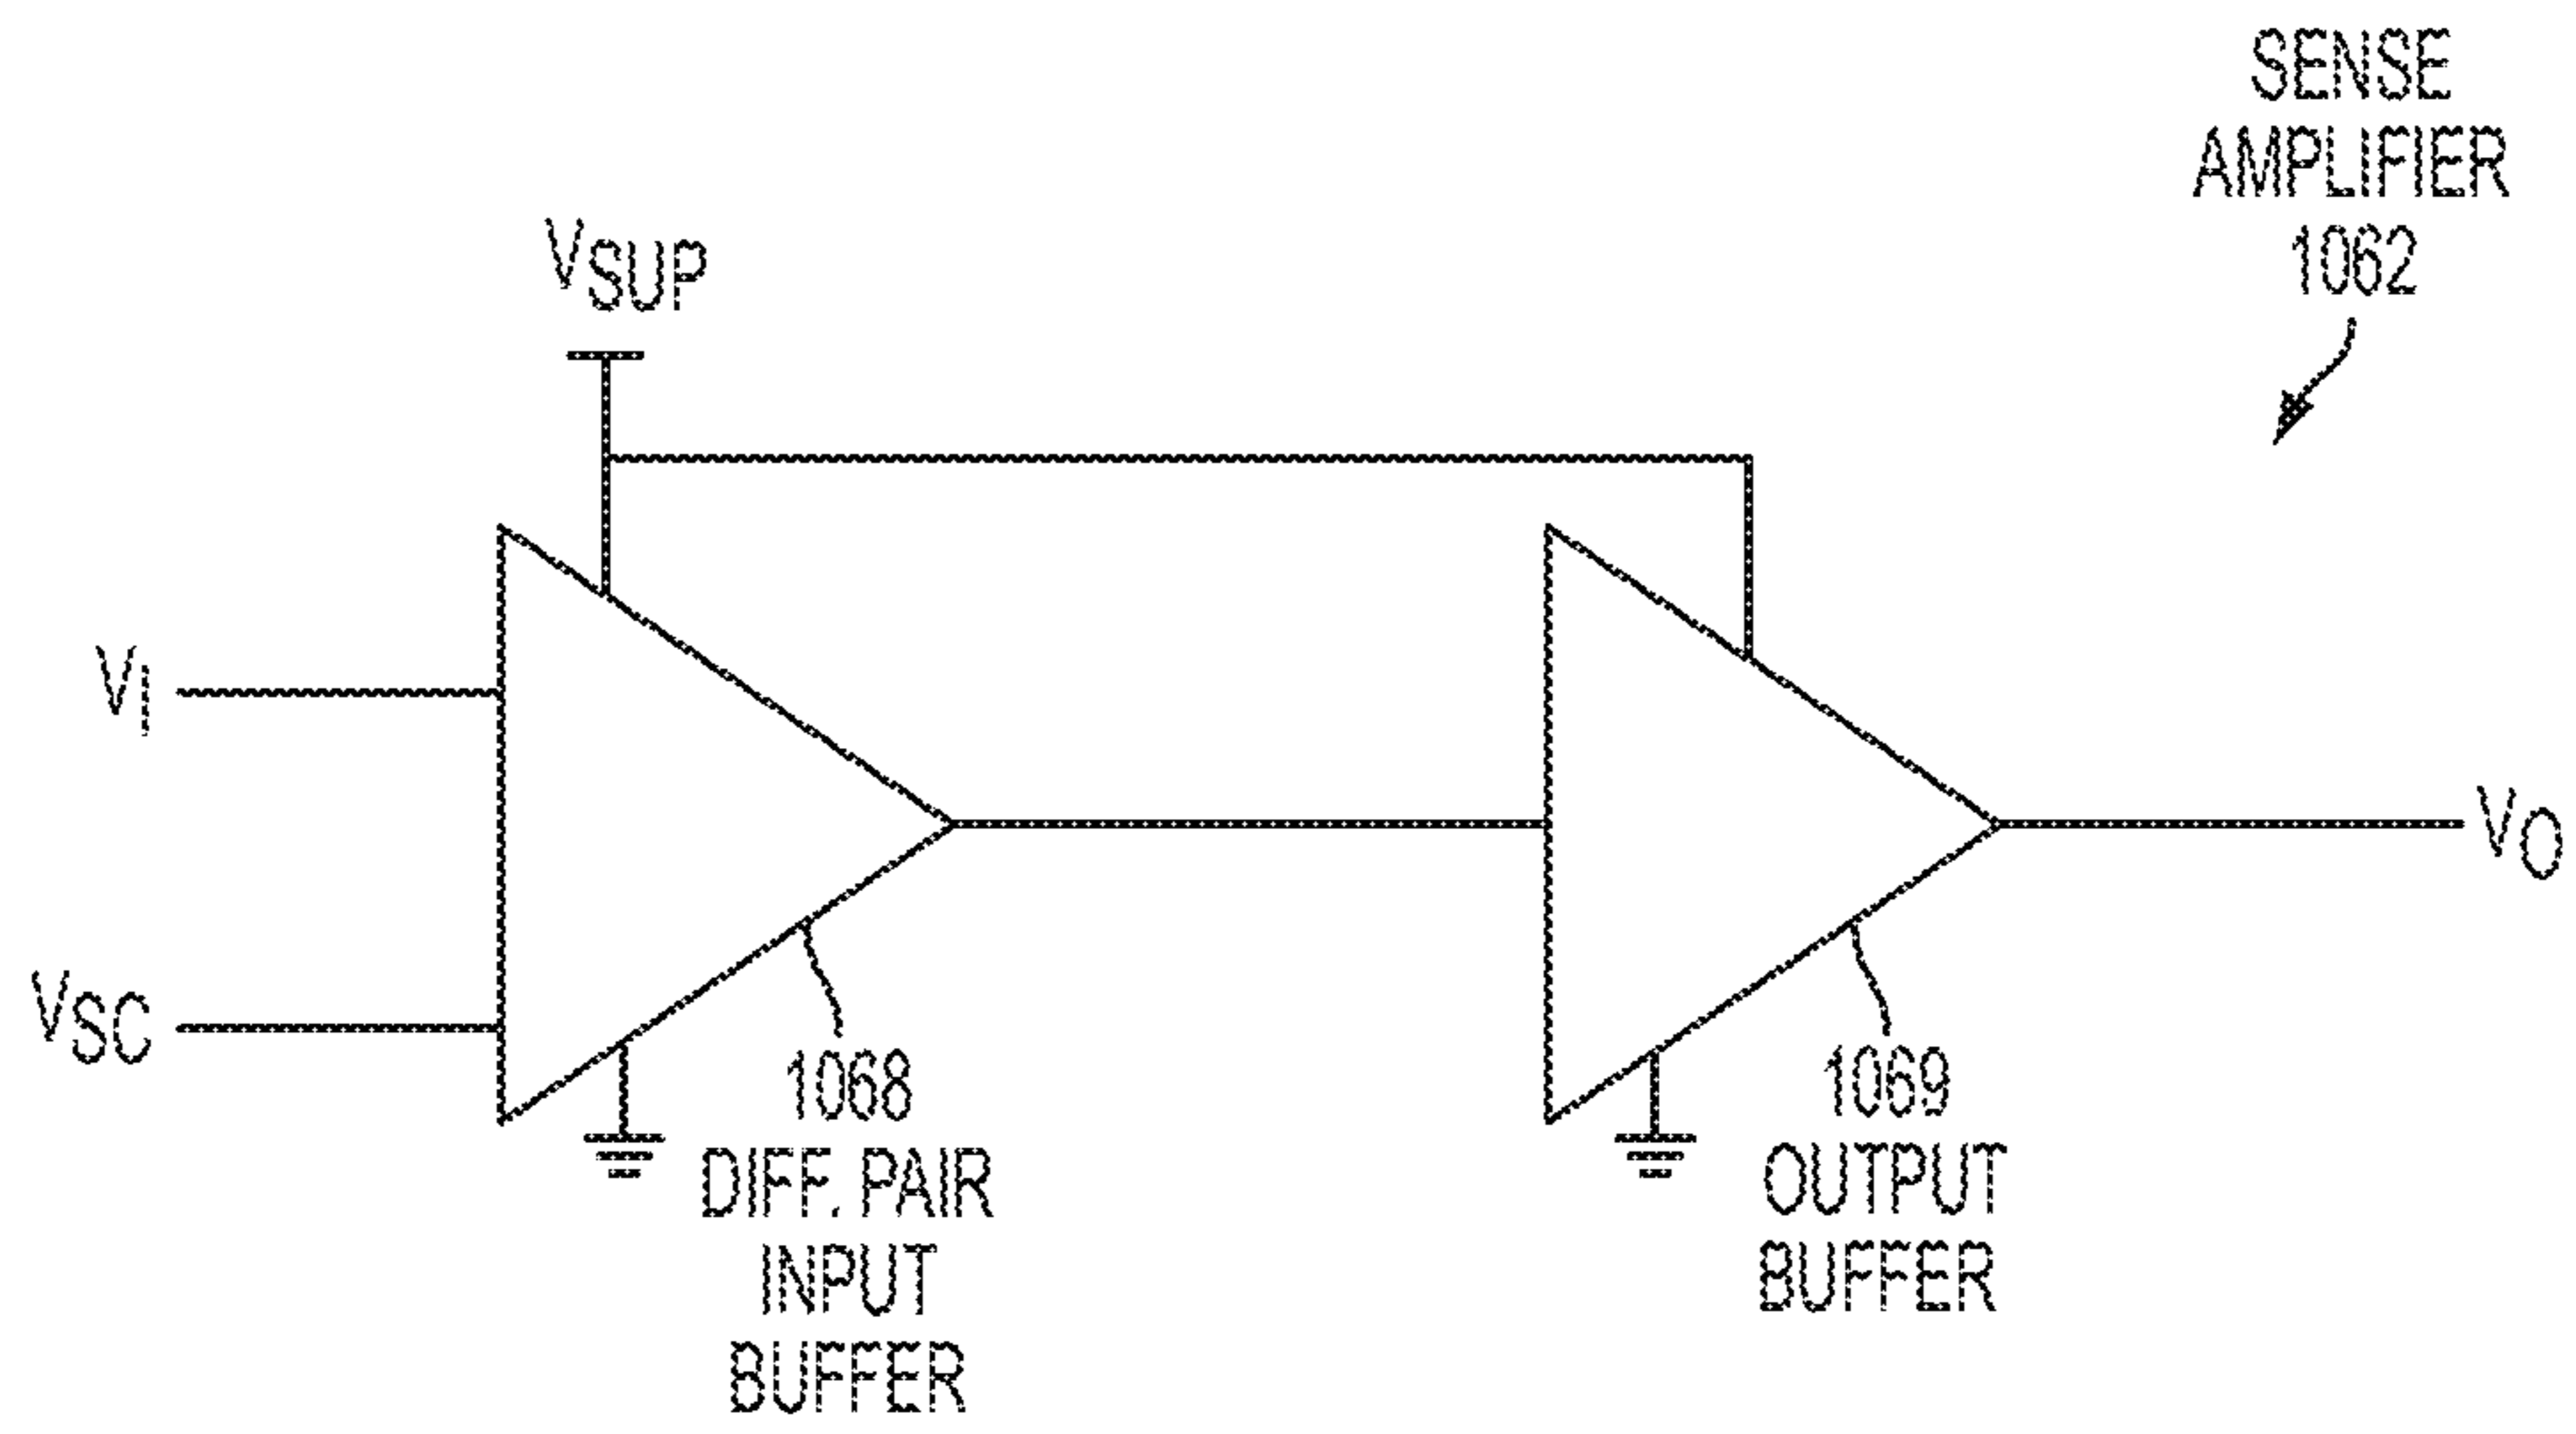 SENSE
AMPLIFIER
1062
VSUP
VI
VO
VSC
1068
DIFF. PAIR
INPUT
BUFFER
1069
OUTPUT
BUFFER